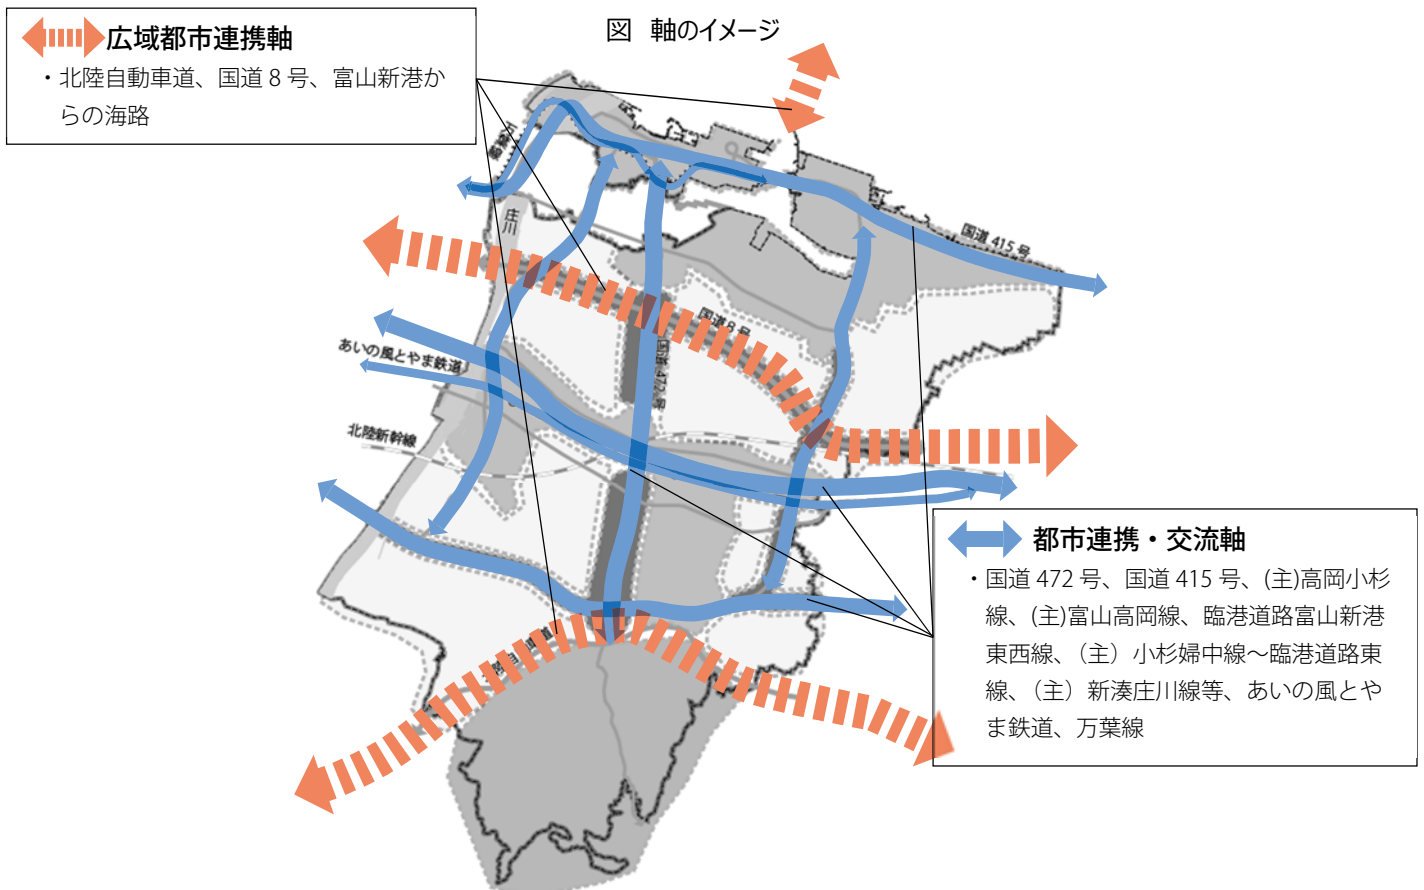 図 軸のイメージ
広域都市連携軸
・北陸自動車道、国道8号、富山新港か
らの海路
万葉線
庄川
国道 415 号
国道8号
国道 472 号
あいの風とやま鉄道
北陸新幹線
都市連携・交流軸
・国道 472 号、国道 415 号、(主)高岡小杉
線、(主)富山高岡線、臨港道路富山新港
東西線、（主）小杉婦中線～臨港道路東
線、（主）新湊庄川線等、あいの風とや
ま鉄道、万葉線